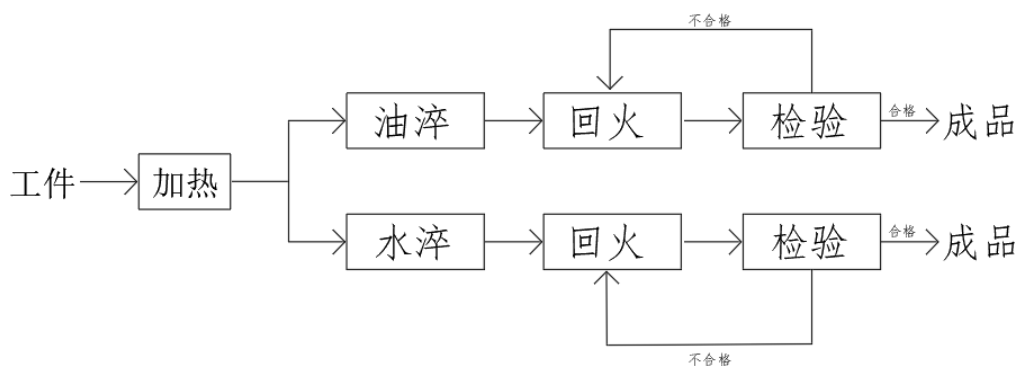 不合格
油淬
回火
检验
合格
成品
工件
加热
水淬
回火
检验
合格
成品
不合格